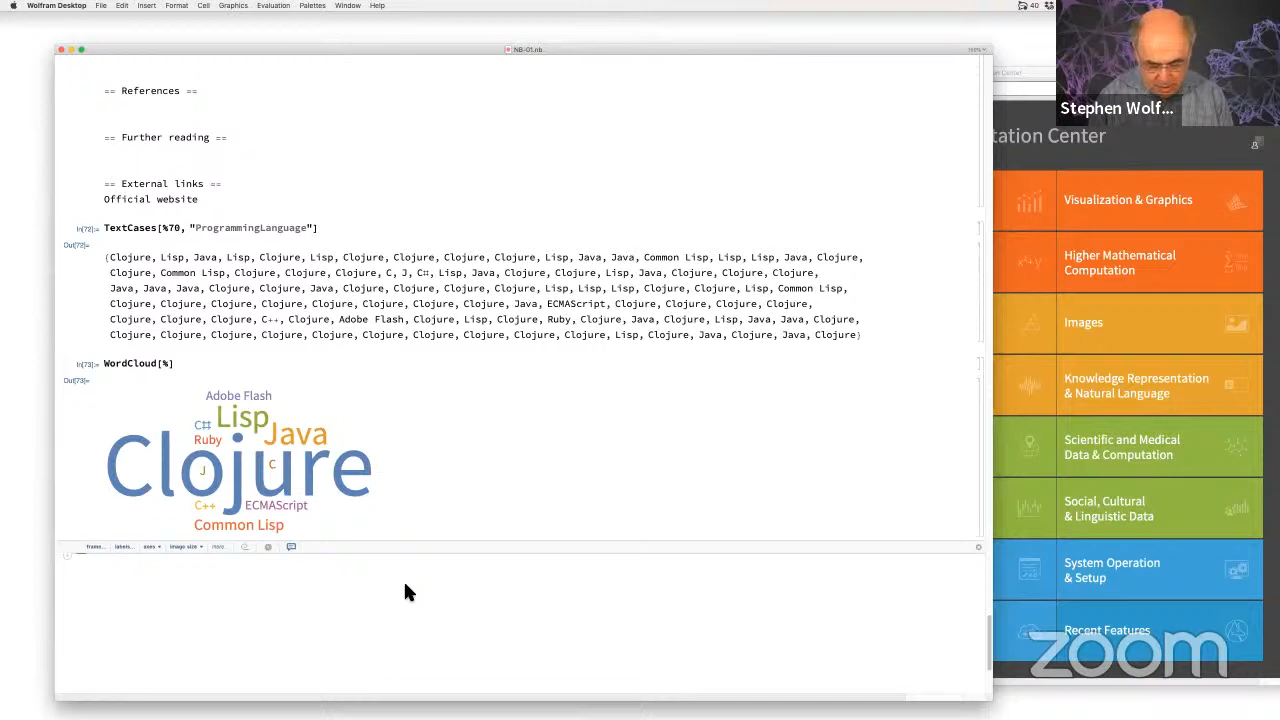 Wolfram Desktop File Edit Insert Format Cell Graphics Evaluation Palettes Window Help
40
NB-01.nb
150%
Stephen Wolf...
== References ==
== Further reading ==
== External links ==
Official website
In[72]:= TextCases[%70, "ProgrammingLanguage"]
Out[72]=
{Clojure, Lisp, Java, Lisp, Clojure, Lisp, Clojure, Clojure, Clojure, Lisp, Java, Java, Common Lisp, Lisp, Lisp, Java, Clojure,
Clojure, Common Lisp, Clojure, Clojure, Clojure, C, J, C#, Lisp, Java, Clojure, Clojure, Lisp, Java, Clojure, Clojure, Clojure,
Java, Java, Java, Clojure, Clojure, Java, Clojure, Clojure, Clojure, Clojure, Lisp, Lisp, Lisp, Clojure, Clojure, Lisp, Common Lisp,
Clojure, Clojure, Clojure, Clojure, Clojure, Clojure, Clojure, Clojure, Java, ECMAScript, Clojure, Clojure, Clojure, Clojure,
Clojure, Clojure, Clojure, C++, Clojure, Adobe Flash, Clojure, Lisp, Clojure, Ruby, Clojure, Java, Clojure, Lisp, Java, Java, Clojure,
Clojure, Clojure, Clojure, Clojure, Clojure, Clojure, Clojure, Clojure, Clojure, Clojure, Lisp, Clojure, Java, Clojure, Java, Clojure}
In[73]:= WordCloud[%]
Out[73]=
Adobe Flash
C# Lisp
Ruby Java
Clojure
J C
C++ ECMAScript
Common Lisp
frame... labels... axes image size more...
tation Center
Visualization & Graphics
Higher Mathematical
Computation
Images
Knowledge Representation
& Natural Language
Scientific and Medical
Data & Computation
Social, Cultural
& Linguistic Data
System Operation
& Setup
Recent Features
zoom